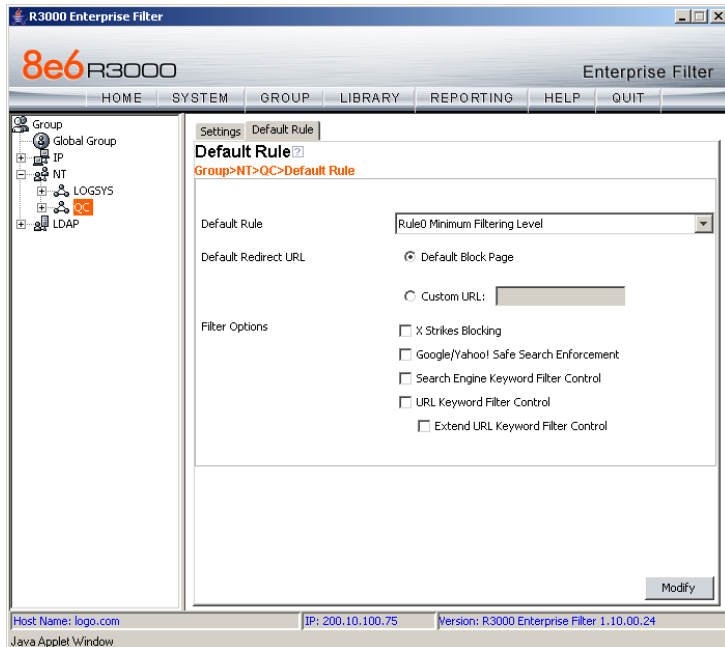 R3000 Enterprise Filter
8e6 R3000
Enterprise Filter
HOME SYSTEM GROUP LIBRARY REPORTING HELP QUIT
Group
Global Group
IP
NT
LOGSYS
QC
LDAP
Settings Default Rule
Default Rule?
Group>NT>QC>Default Rule
Default Rule Rule0 Minimum Filtering Level
Default Redirect URL Default Block Page
Custom URL:
Filter Options X Strikes Blocking
Google/Yahoo! Safe Search Enforcement
Search Engine Keyword Filter Control
URL Keyword Filter Control
Extend URL Keyword Filter Control
Modify
Host Name: logo.com IP: 200.10.100.75 Version: R3000 Enterprise Filter 1.10.00.24
Java Applet Window